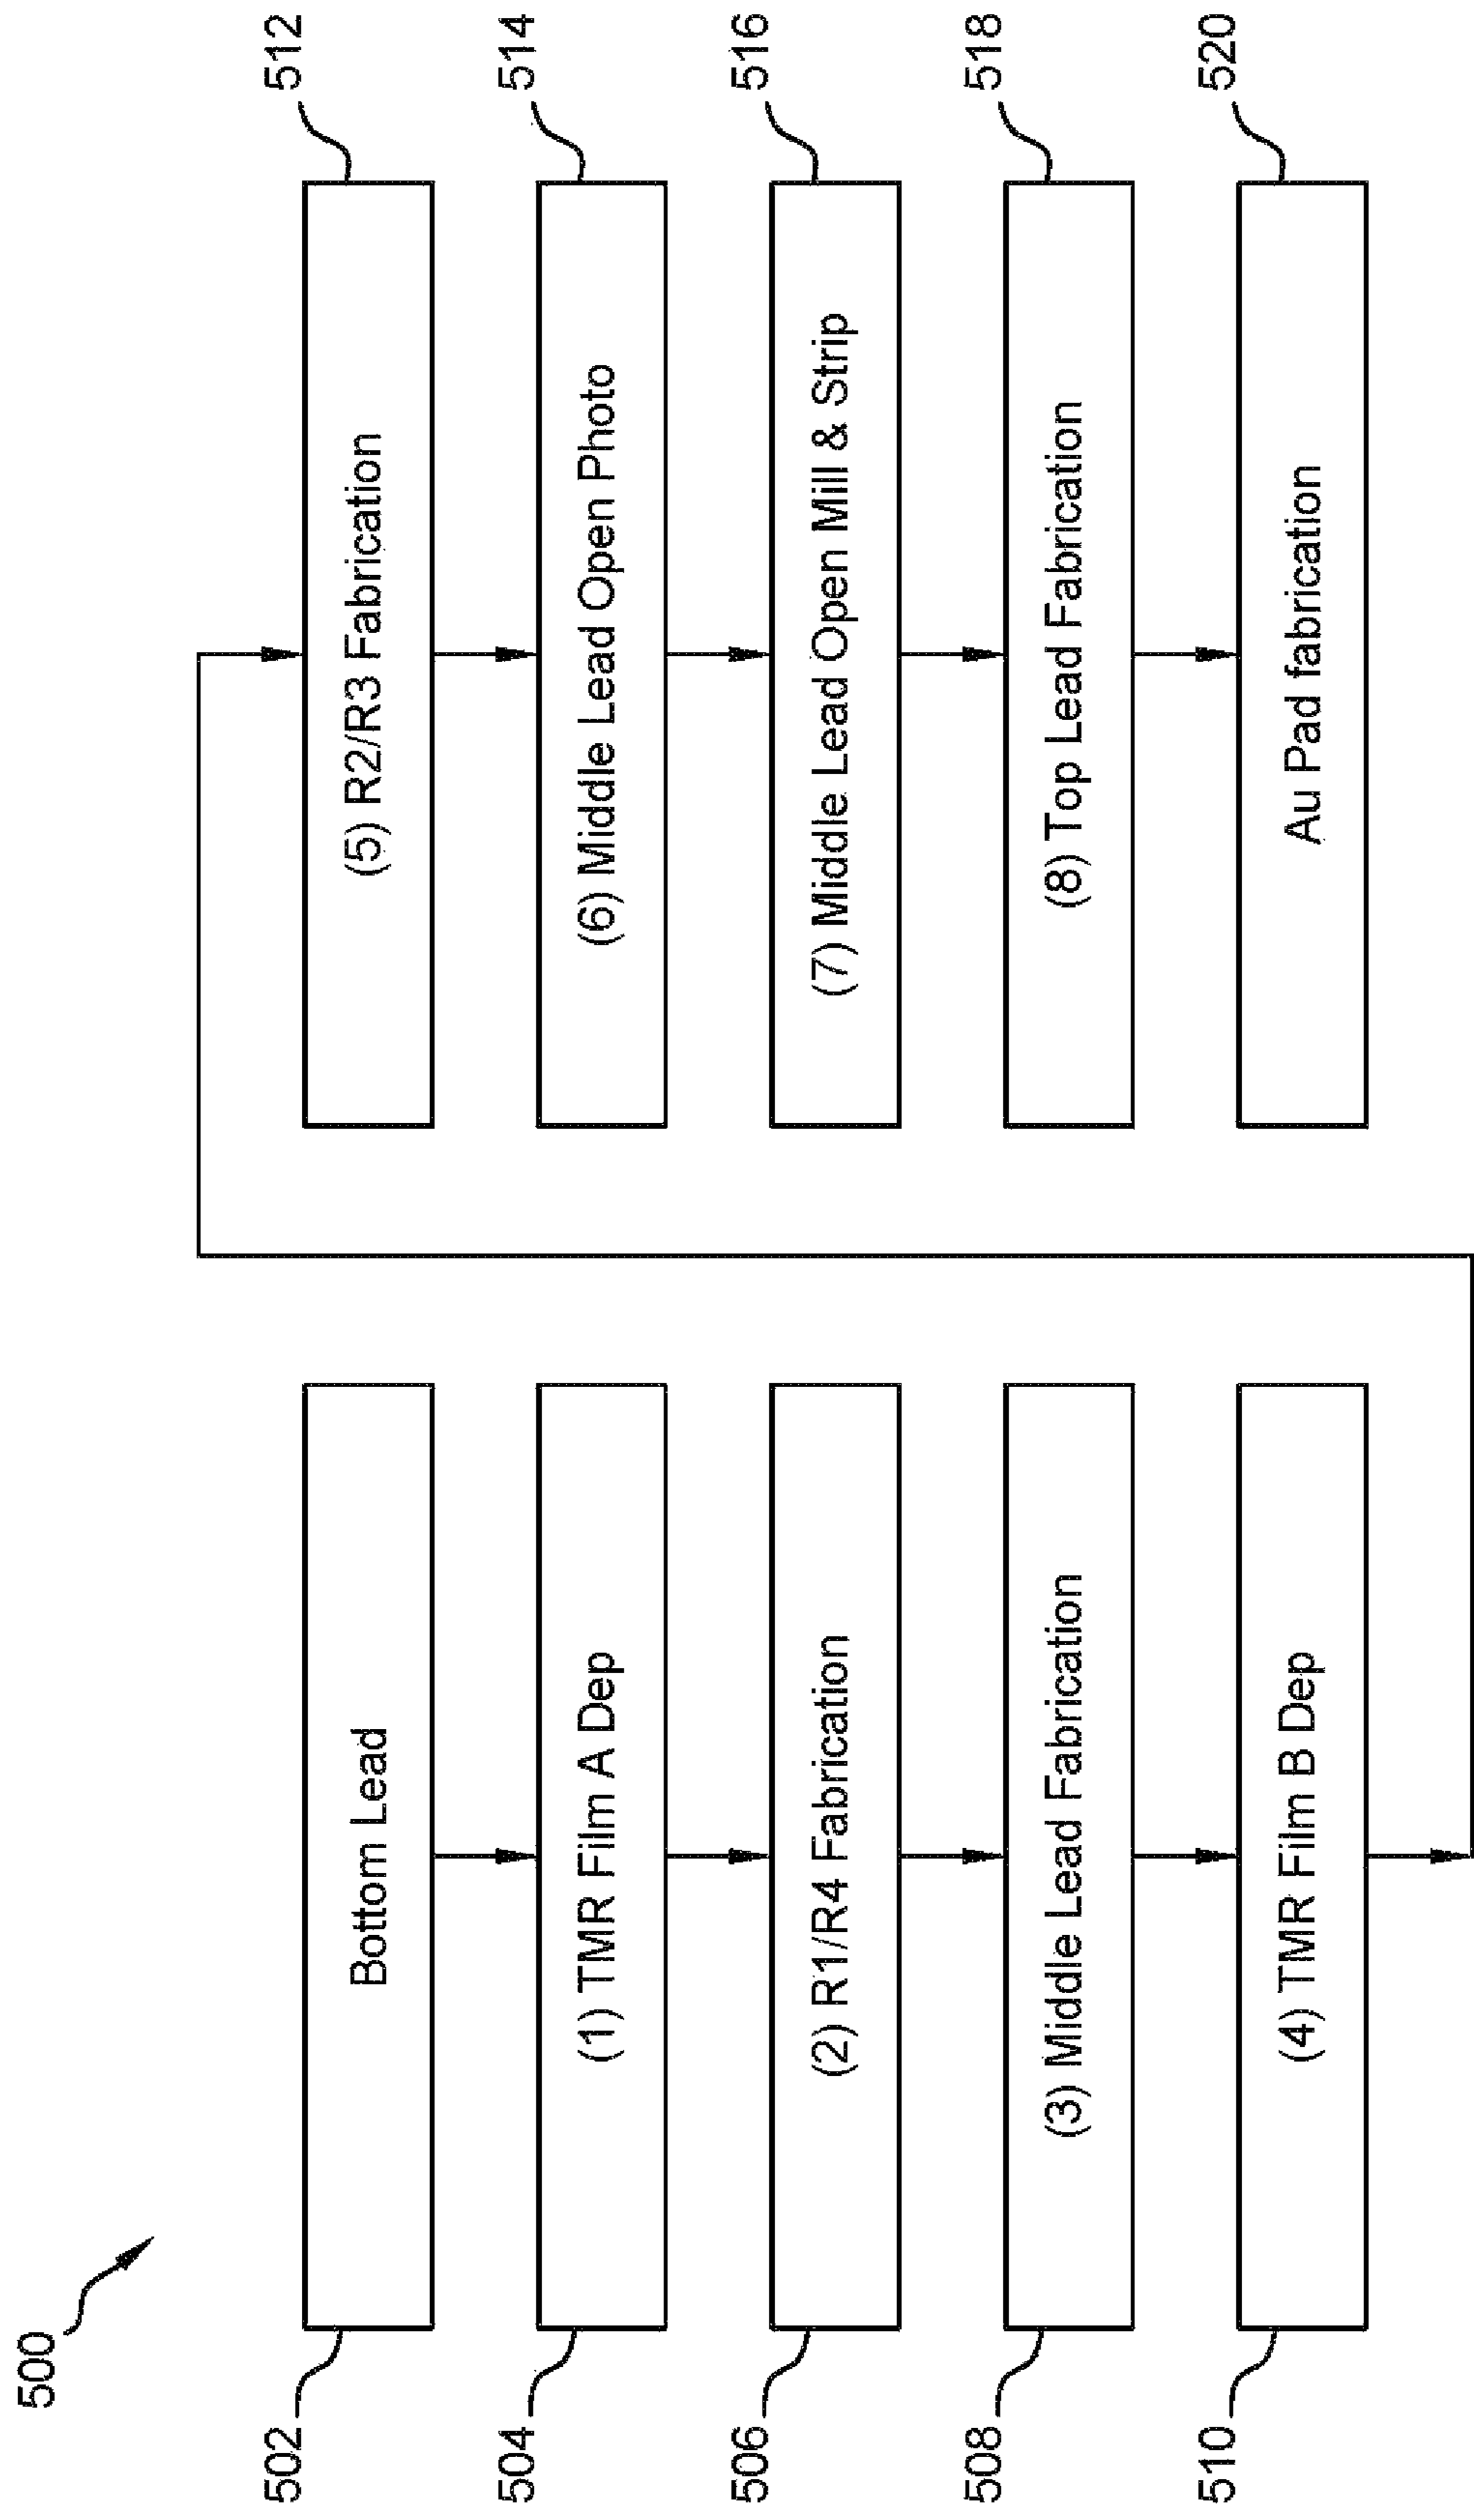 500
502
Bottom Lead
504
(1) TMR Film A Dep
506
(2) R1/R4 Fabrication
508
(3) Middle Lead Fabrication
510
(4) TMR Film B Dep
(5) R2/R3 Fabrication
512
(6) Middle Lead Open Photo
514
(7) Middle Lead Open Mill & Strip
516
(8) Top Lead Fabrication
518
Au Pad fabrication
520